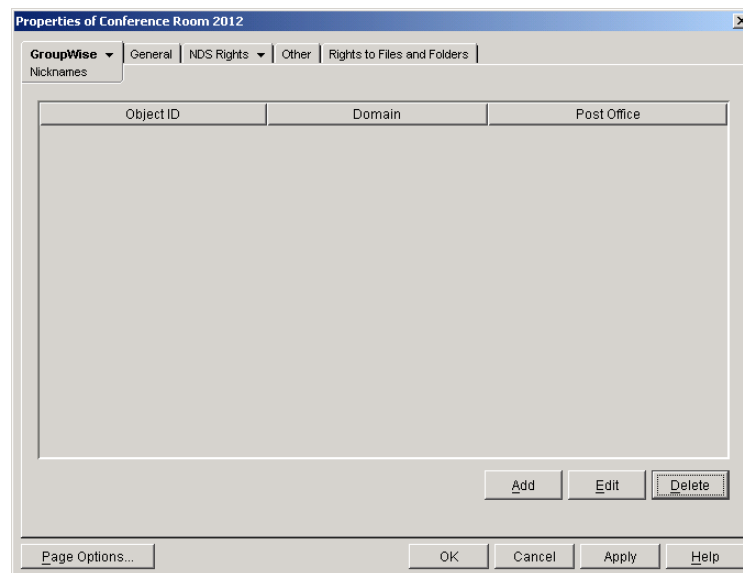 Properties of Conference Room 2012
GroupWise General NDS Rights Other Rights to Files and Folders
Nicknames
Object ID Domain Post Office
Add Edit Delete
Page Options... OK Cancel Apply Help